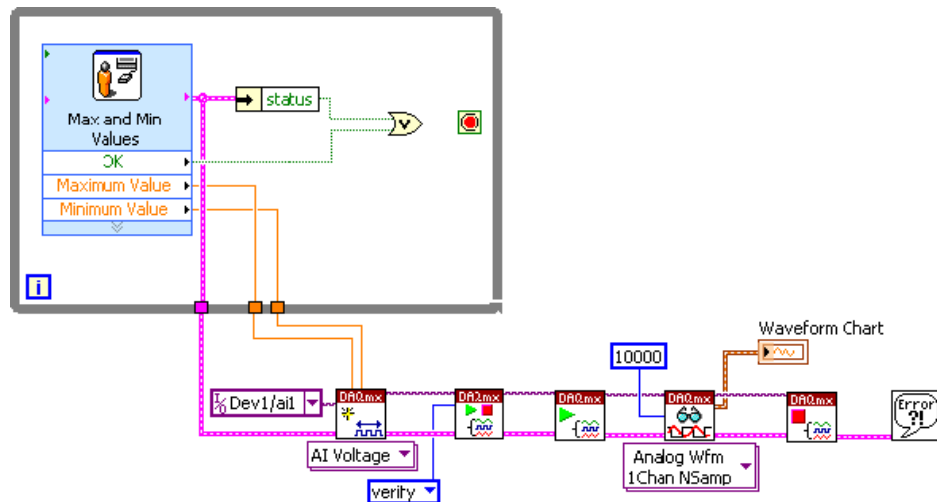 status
Max and Min
Values
OK
Maximum Value
Minimum Value
i
Waveform Chart
10000
I/O Dev1/ai1
DAQmx
DAQmx
DAQmx
DAQmx
DAQmx
Error
?!
AI Voltage
verify
Analog Wfm
1Chan NSamp